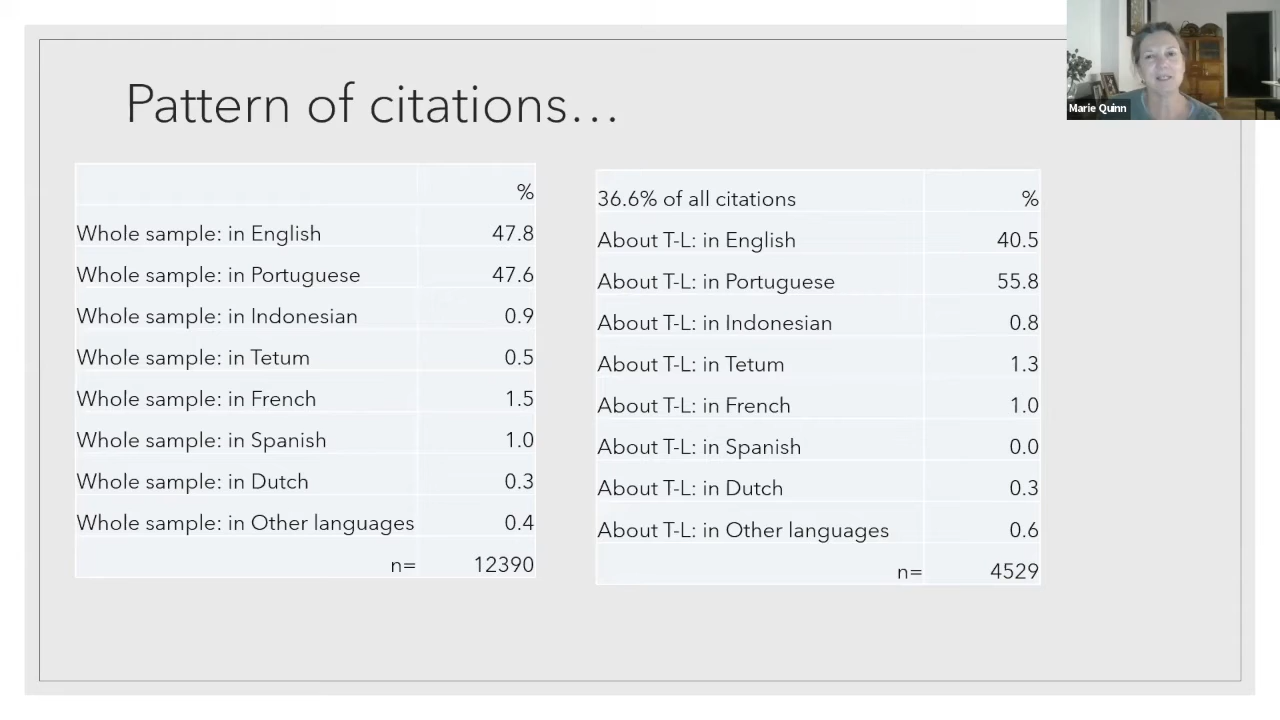 Pattern of citations...
Marie Quinn
%
Whole sample: in English 47.8
Whole sample: in Portuguese 47.6
Whole sample: in Indonesian 0.9
Whole sample: in Tetum 0.5
Whole sample: in French 1.5
Whole sample: in Spanish 1.0
Whole sample: in Dutch 0.3
Whole sample: in Other languages 0.4
n= 12390
36.6% of all citations %
About T-L: in English 40.5
About T-L: in Portuguese 55.8
About T-L: in Indonesian 0.8
About T-L: in Tetum 1.3
About T-L: in French 1.0
About T-L: in Spanish 0.0
About T-L: in Dutch 0.3
About T-L: in Other languages 0.6
n= 4529